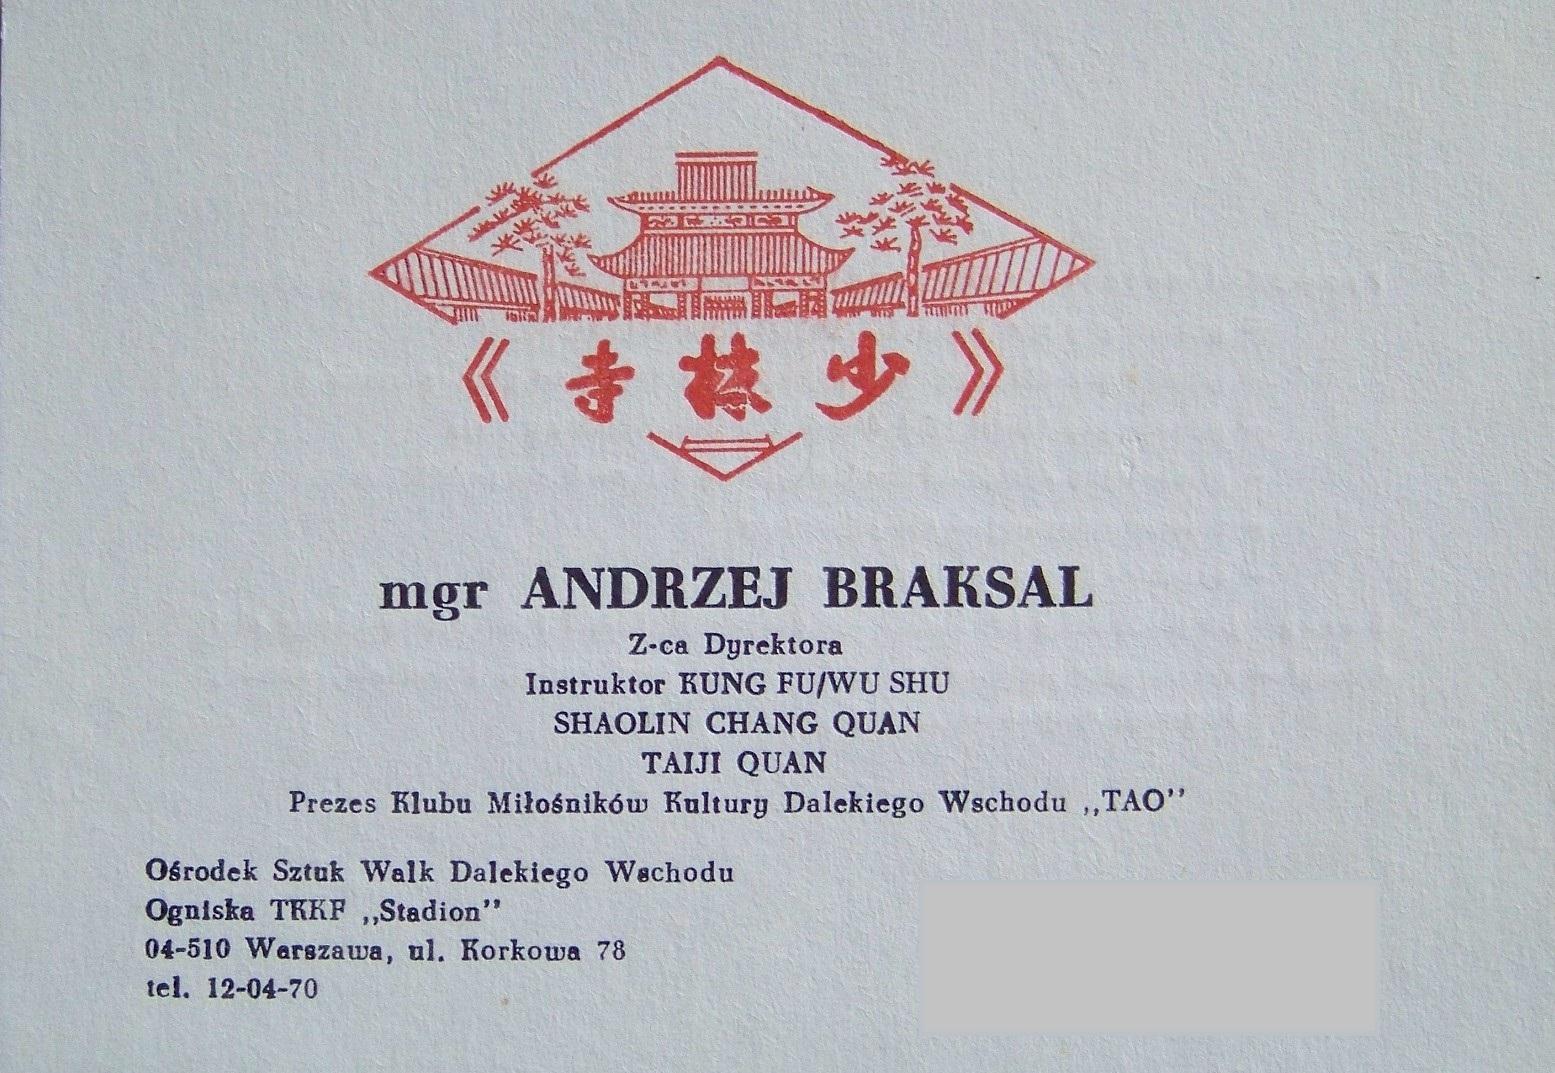 《寺林少》
mgr ANDRZEJ BRAKSAL
Z-ca Dyrektora
Instruktor KUNG FU/WU SHU
SHAOLIN CHANG QUAN
TAIJI QUAN
Prezes Klubu Miłośników Kultury Dalekiego Wschodu „TAO”
Ośrodek Sztuk Walk Dalekiego Wschodu
Ogniska TKKF „Stadion”
04-510 Warszawa, ul. Korkowa 78
tel. 12-04-70